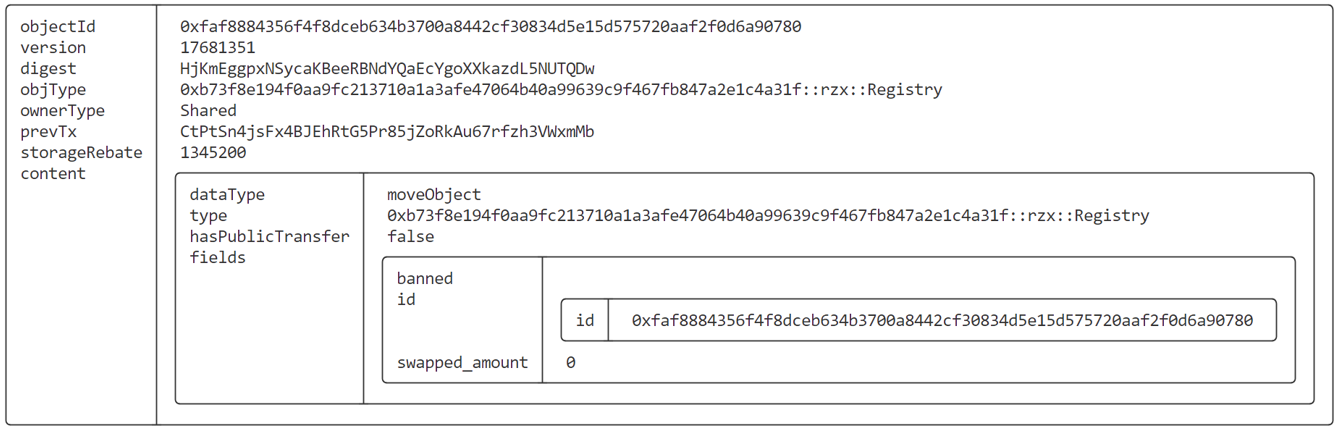 objectId 0xfaf8884356f4f8dceb634b3700a8442cf30834d5e15d575720aaf2f0d6a90780
version 17681351
digest HjKmEggpxNSycaKBeeRBNdYQaEcYgoXXkazdL5NUTQDw
objType 0xb73f8e194f0aa9fc213710a1a3afe47064b40a99639c9f467fb847a2e1c4a31f::rzx::Registry
ownerType Shared
prevTx CtPtSn4jsFx4BJEhRtG5Pr85jZoRkAu67rfzh3VWxmMb
storageRebate 1345200
content
dataType moveObject
type 0xb73f8e194f0aa9fc213710a1a3afe47064b40a99639c9f467fb847a2e1c4a31f::rzx::Registry
hasPublicTransfer false
fields
banned
id
id 0xfaf8884356f4f8dceb634b3700a8442cf30834d5e15d575720aaf2f0d6a90780
swapped_amount 0